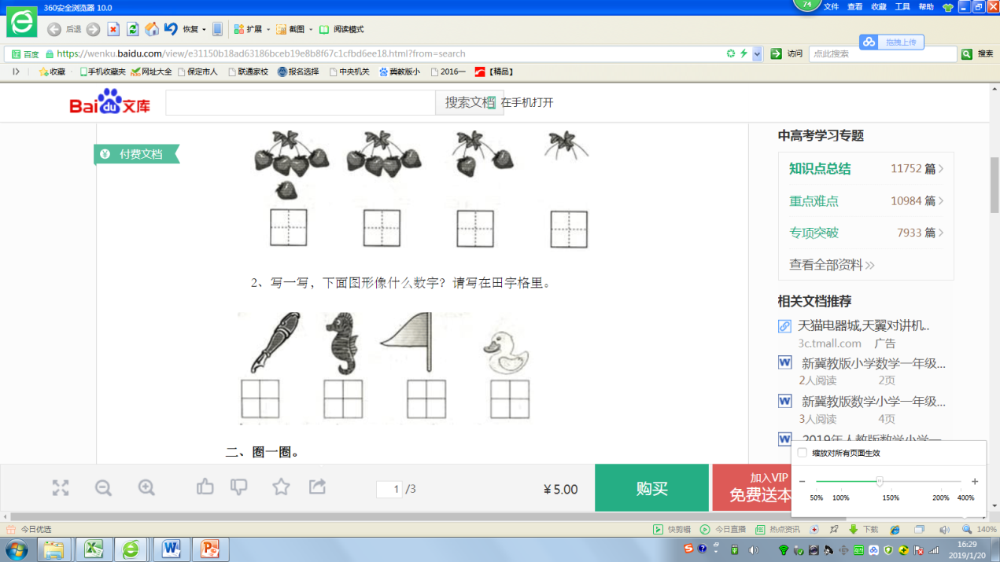 360安全浏览器 10.0
74
文件 查看 收藏 工具 帮助
后退 恢复 扩展 截图 阅读模式
百度 https://wenku.baidu.com/view/e31150b18ad63186bceb19e8b8f67c1cfbd6ee18.html?from=search 访问 点此搜索 搜索
拖拽上传
收藏 手机收藏夹 网址大全 保定市人 联通家校 报名选择 中央机关 冀教版小 2016一 【精品】
Bai du 文库 搜索文档 在手机打开
¥ 付费文档
2、写一写，下面图形像什么数字？请写在田字格里。
二、圈一圈。
中高考学习专题
知识点总结 11752 篇
重点难点 10984 篇
专项突破 7933 篇
查看全部资料
相关文档推荐
天猫电器城,天翼对讲机..
3c.tmall.com 广告
新冀教版小学数学一年级...
2人阅读 2页
新冀教版数学小学一年级...
3人阅读 4页
2019年人教版数学小学一
缩放对所有页面生效
50% 100% 150% 200% 400%
1 /3 ¥ 5.00 购买 加入VIP
免费送本
今日优选 快剪辑 今日直播 热点资讯 下载 140%
16:29
2019/1/20